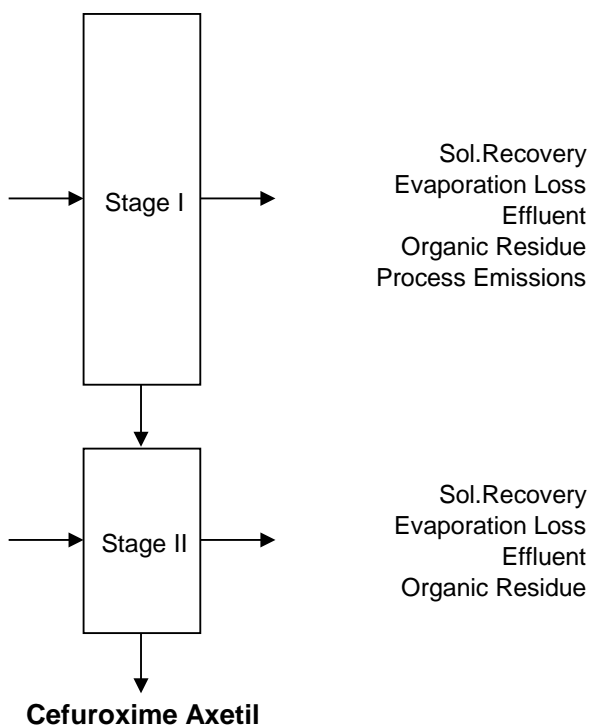 Stage I
Sol.Recovery
Evaporation Loss
Effluent
Organic Residue
Process Emissions
Stage II
Sol.Recovery
Evaporation Loss
Effluent
Organic Residue
Cefuroxime Axetil